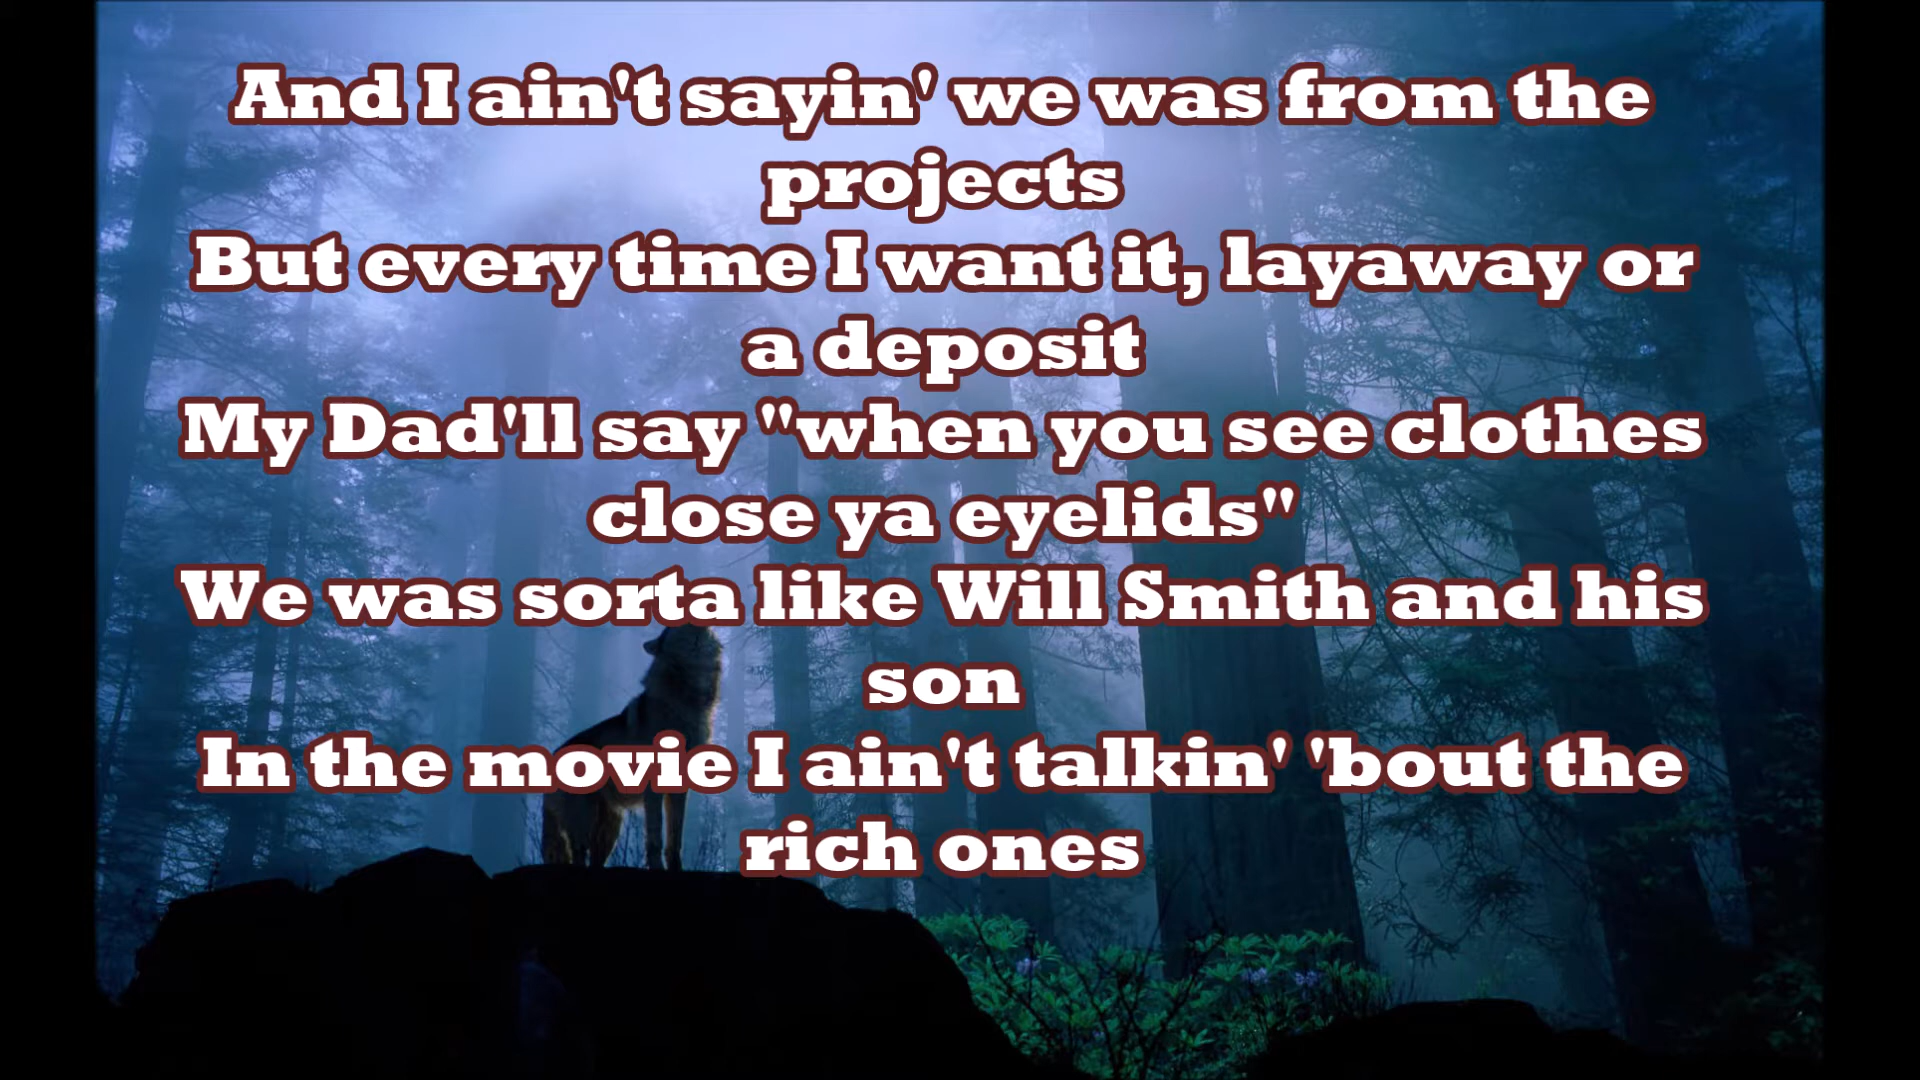 And I ain't sayin' we was from the
projects
But every time I want it, layaway or
a deposit
My Dad'll say "when you see clothes
close ya eyelids"
We was sorta like Will Smith and his
son
In the movie I ain't talkin' 'bout the
rich ones